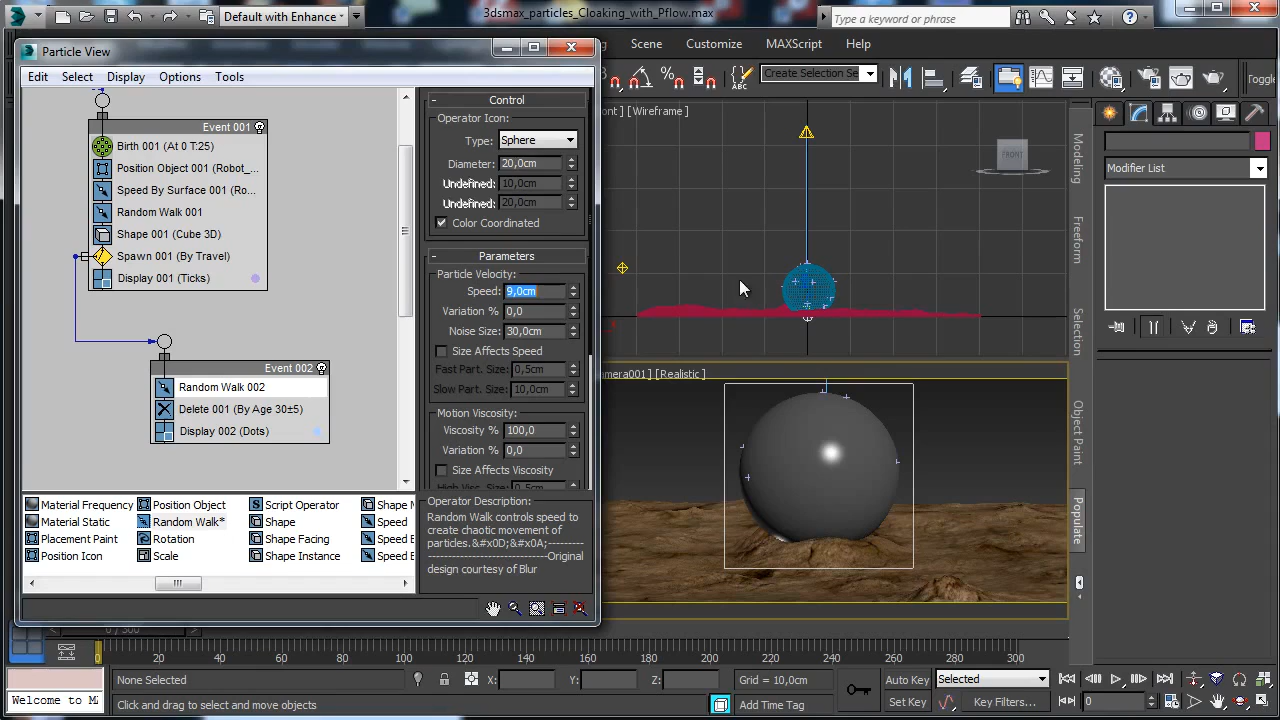 Default with Enhance
3dsmax_particles_Cloaking_with_Pflow.max
Type a keyword or phrase
Particle View
Scene Customize MAXScript Help
Edit Select Display Options Tools
Create Selection Se
Toggle
Control
Operator Icon:
Type: Sphere
Diameter: 20,0cm
Undefined: 10,0cm
Undefined: 20,0cm
Color Coordinated
Parameters
Particle Velocity:
Speed: 9,0cm
Variation % 0,0
Noise Size: 30,0cm
Size Affects Speed
Fast Part. Size: 0,5cm
Slow Part. Size: 10,0cm
Motion Viscosity:
Viscosity % 100,0
Variation % 0,0
Size Affects Viscosity
Event 001
Birth 001 (At 0 T:25)
Position Object 001 (Robot_...
Speed By Surface 001 (Ro...
Random Walk 001
Shape 001 (Cube 3D)
Spawn 001 (By Travel)
Display 001 (Ticks)
Event 002
Random Walk 002
Delete 001 (By Age 30±5)
Display 002 (Dots)
Material Frequency Position Object Script Operator Shape M
Material Static Random Walk* Shape Speed
Placement Paint Rotation Shape Facing Speed B
Position Icon Scale Shape Instance Speed B
Operator Description:
Random Walk controls speed to
create chaotic movement of
particles.&#x0D;&#x0A;----------
--------------------------Original
design courtesy of Blur
ont ] [Wireframe ]
FRONT
amera001 ] [Realistic ]
Modeling
Freeform
Selection
Object Paint
Populate
Modifier List
0 / 300
0 20 40 60 80 100 120 140 160 180 200 220 240 260 280 300
None Selected X: Y: Z: Grid = 10,0cm Auto Key Selected
Welcome to MA
Click and drag to select and move objects Add Time Tag Set Key Key Filters... 0